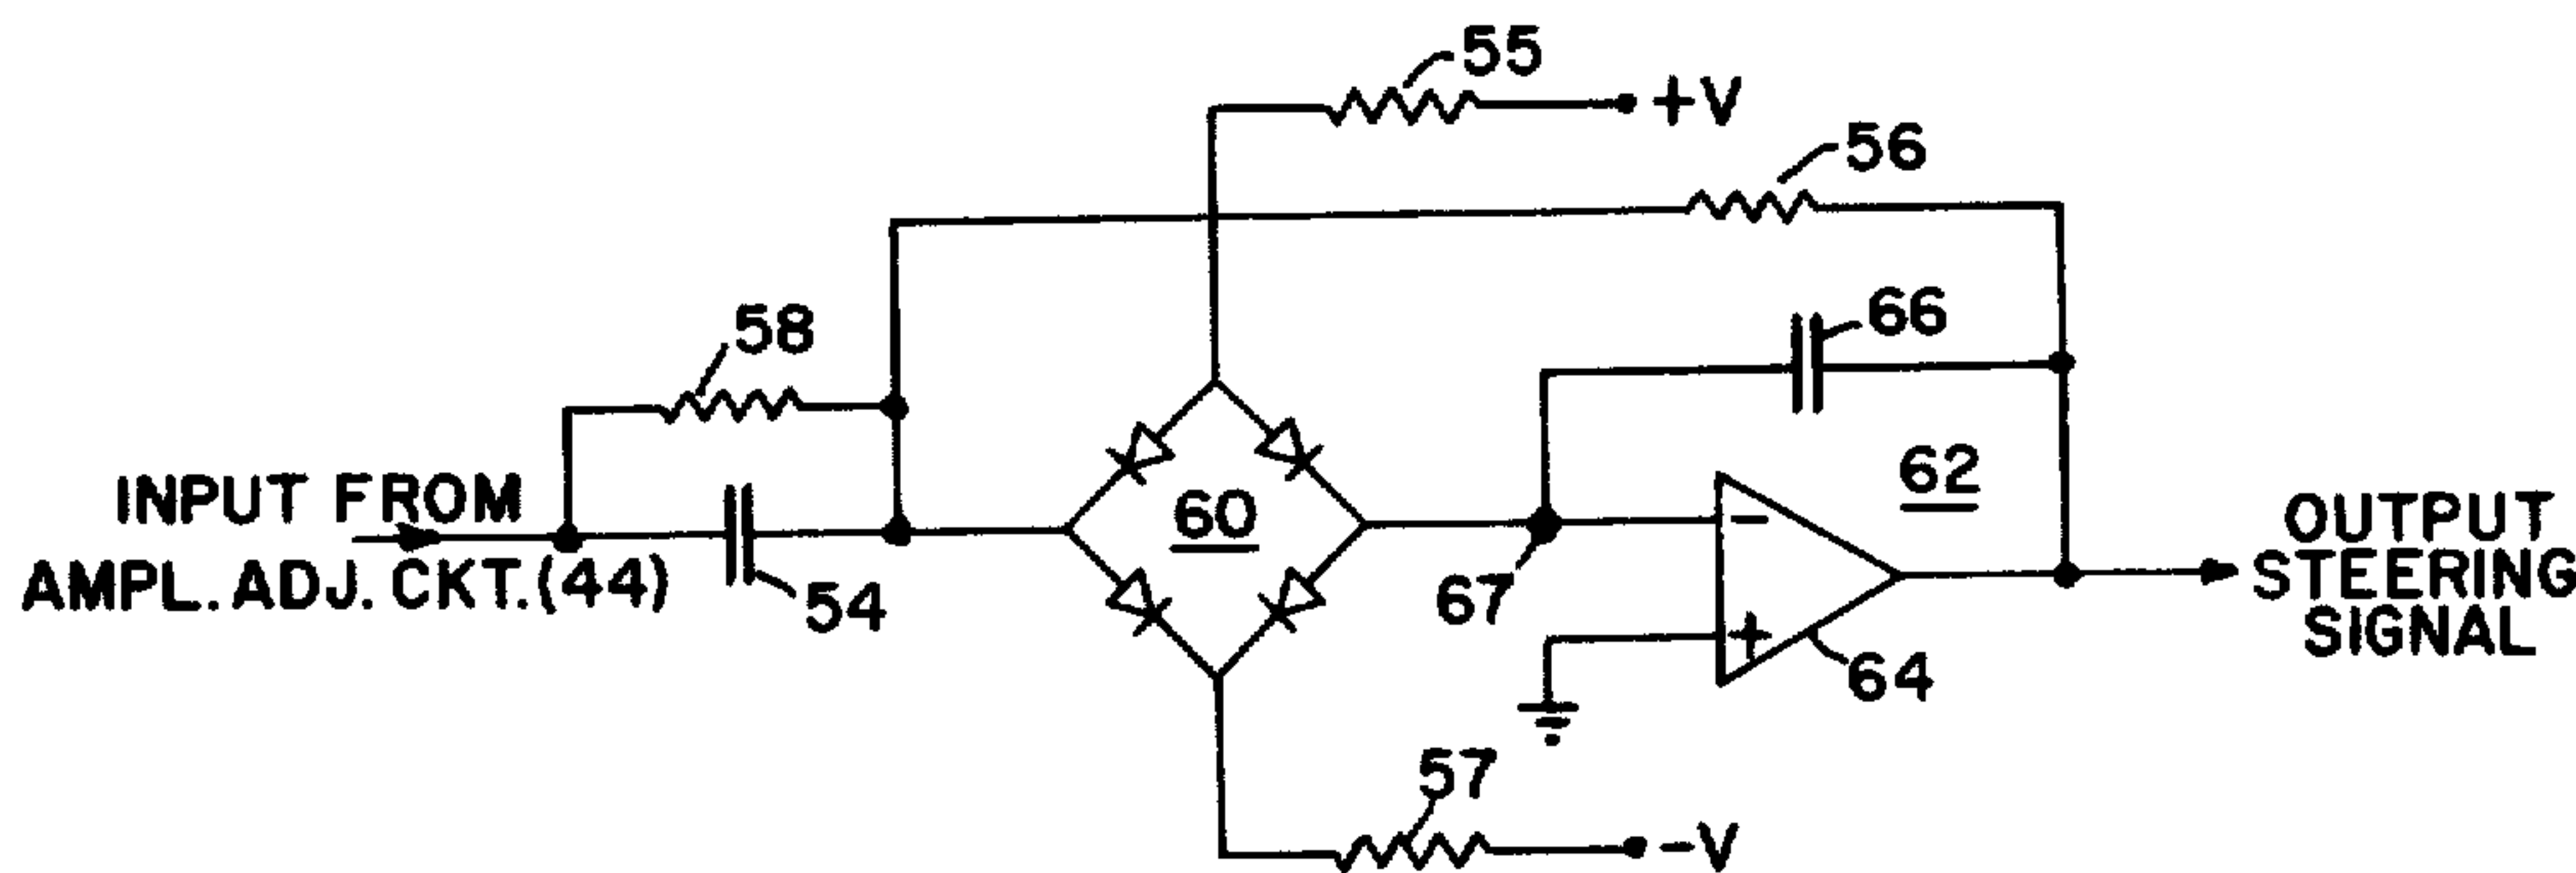 55
+V
56
66
58
INPUT FROM
AMPL. ADJ. CKT. (44)
54
60
67
62
-
+
64
OUTPUT
STEERING
SIGNAL
57
-V